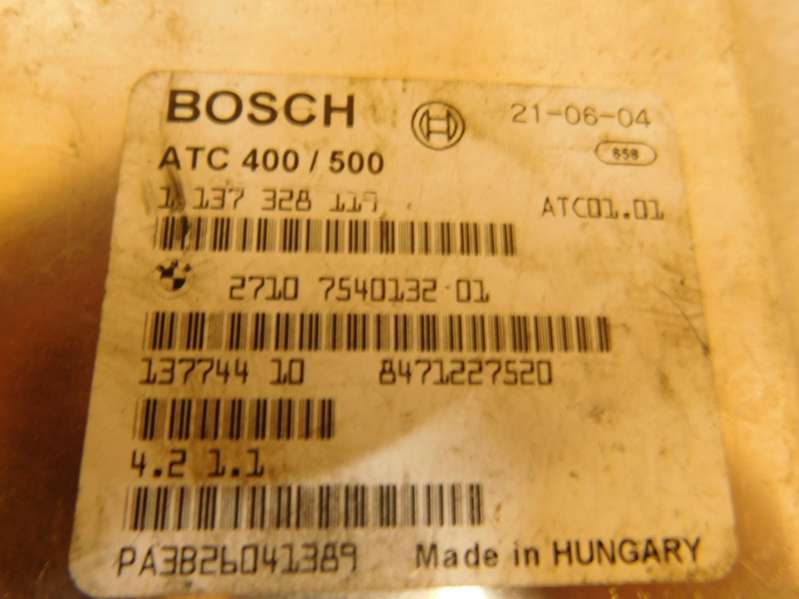 BOSCH 21-06-04
ATC 400 / 500 858
1 137 328 119 ATC01.01
2710 7540132 01
137744 10 8471227520
4.2 1.1
PA3B26041389 Made in HUNGARY